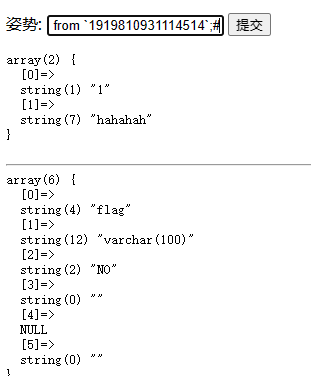 姿势: from `1919810931114514`;# 提交
array(2) {
  [0]=>
  string(1) "1"
  [1]=>
  string(7) "hahahah"
}
array(6) {
  [0]=>
  string(4) "flag"
  [1]=>
  string(12) "varchar(100)"
  [2]=>
  string(2) "NO"
  [3]=>
  string(0) ""
  [4]=>
  NULL
  [5]=>
  string(0) ""
}